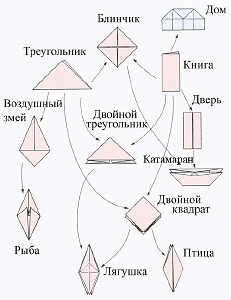 Блинчик
Дом
Треугольник
Книга
Воздушный
змей
Двойной
треугольник
Дверь
Катамаран
Двойной
квадрат
Рыба
Лягушка
Птица